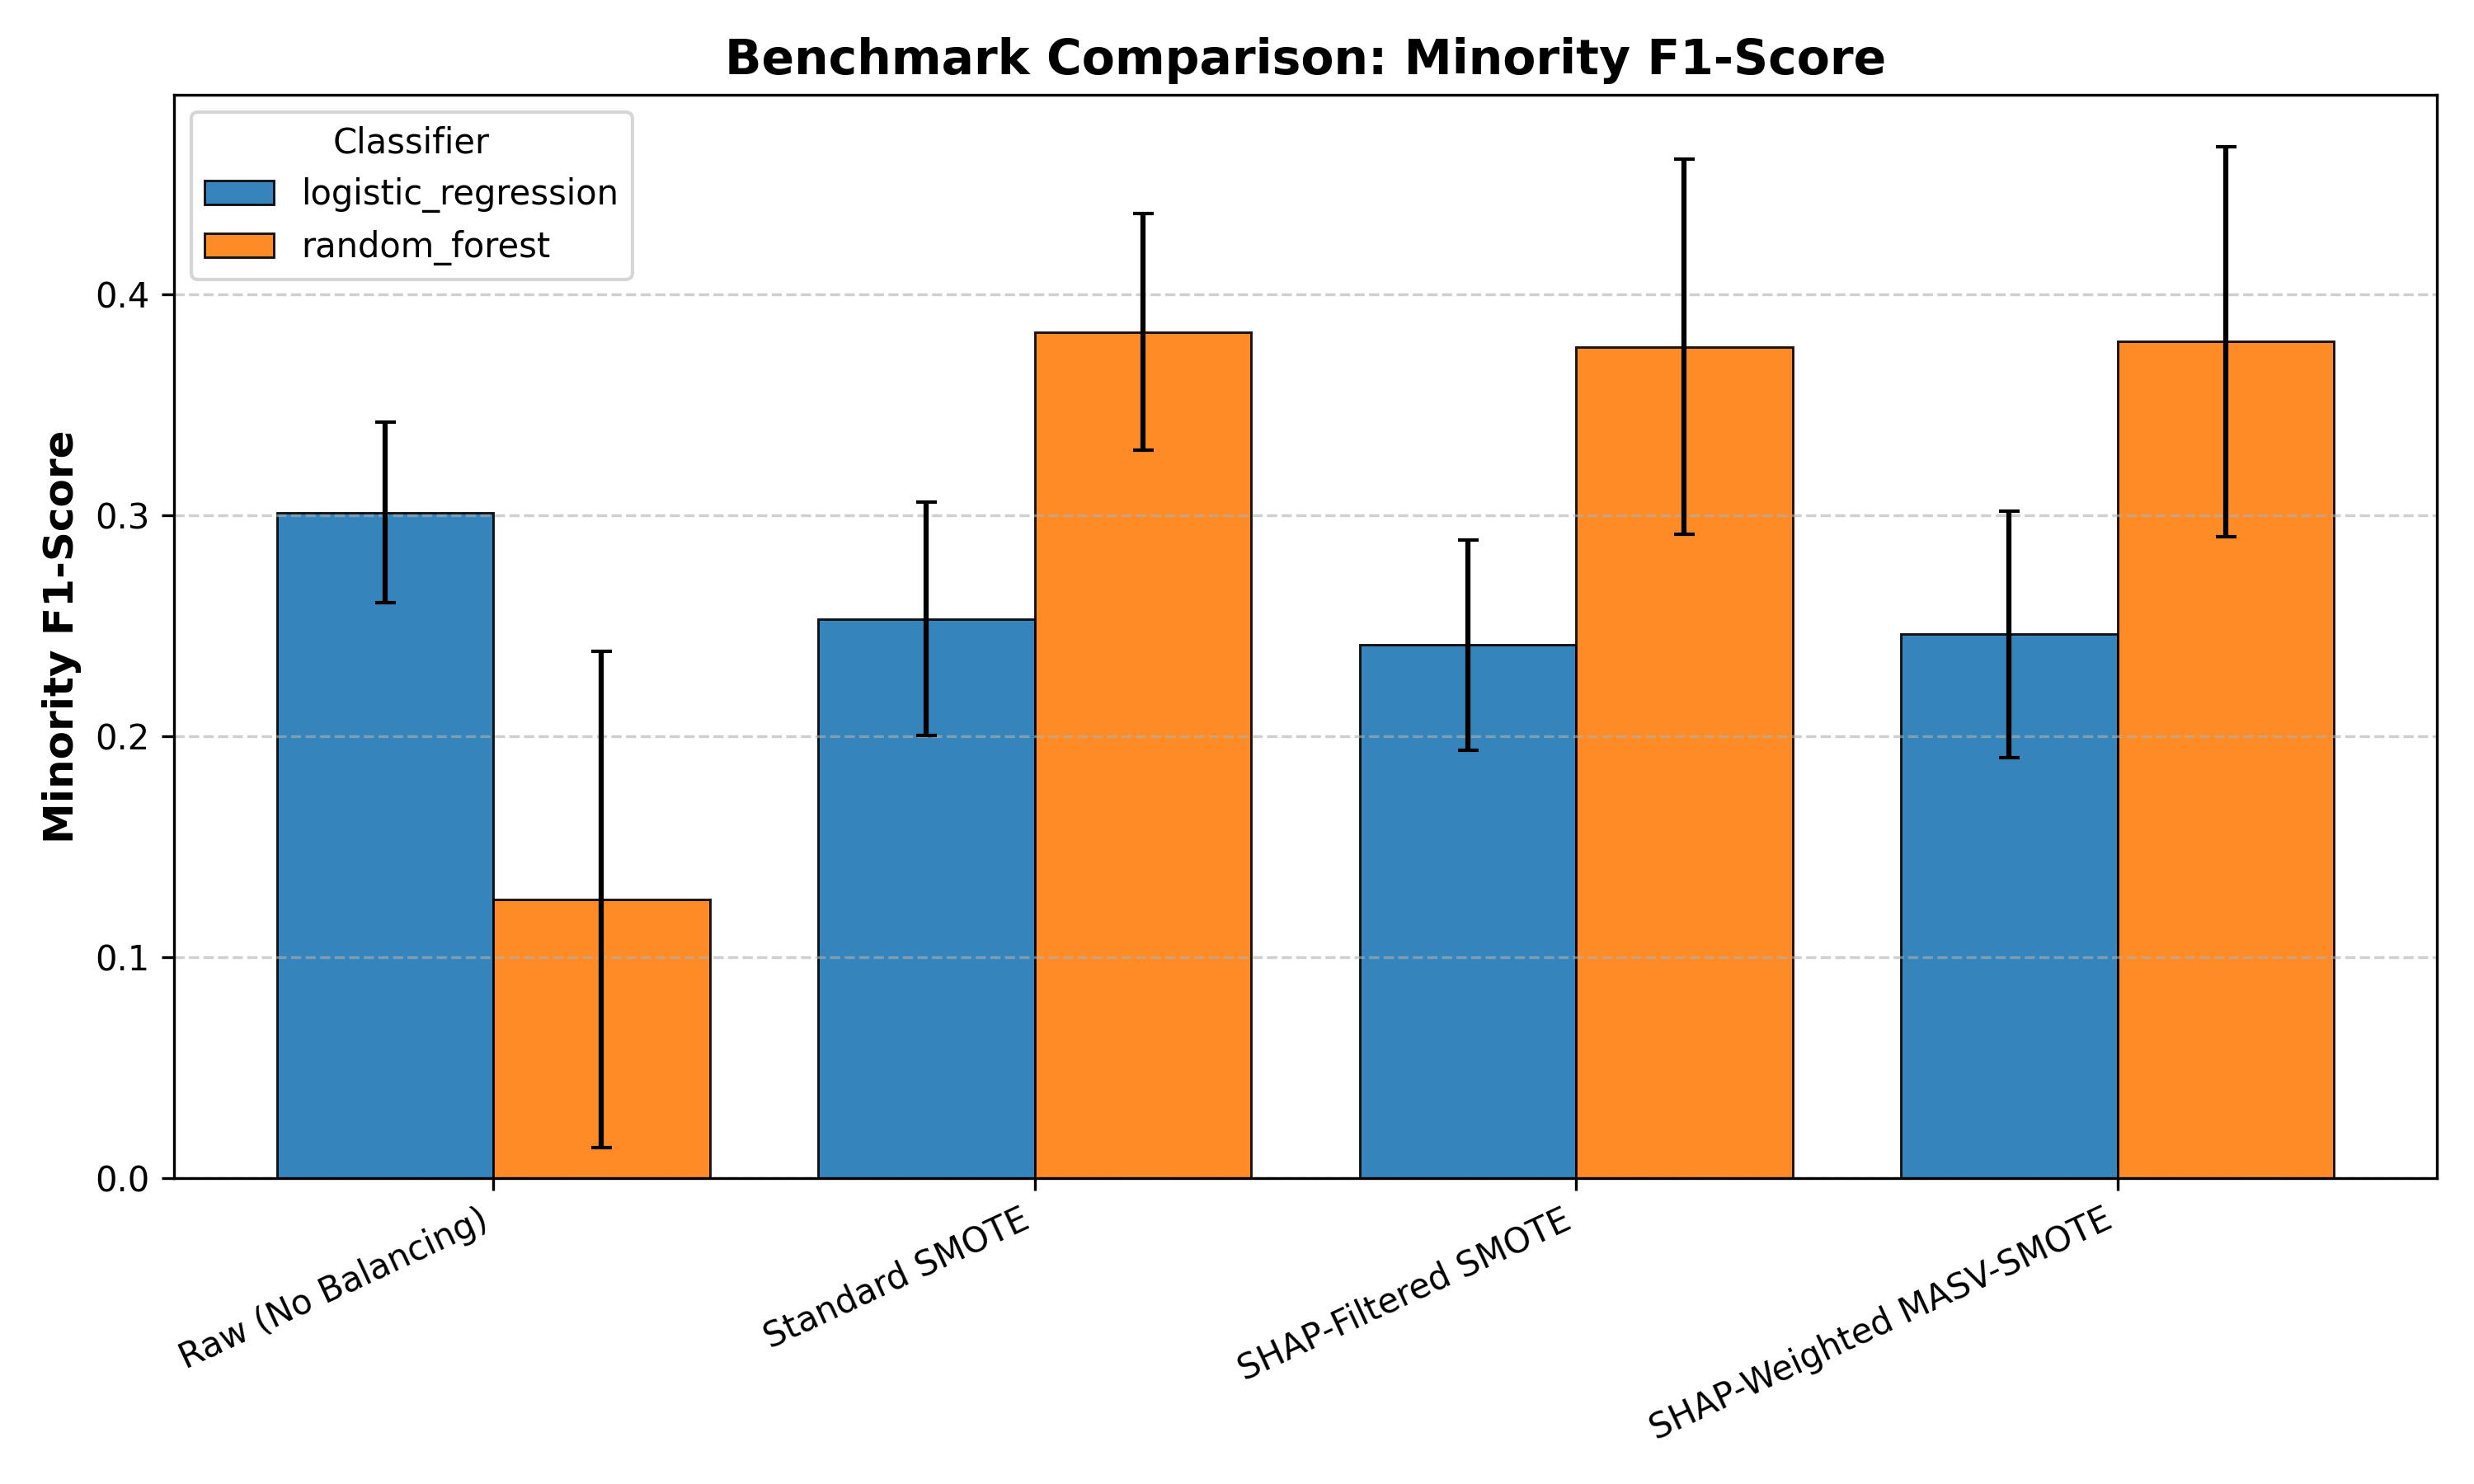 Benchmark Comparison: Minority F1-Score
Classifier
logistic_regression
random_forest
Minority F1-Score
0.4
0.3
0.2
0.1
0.0
Raw (No Balancing)
Standard SMOTE
SHAP-Filtered SMOTE
SHAP-Weighted MASV-SMOTE